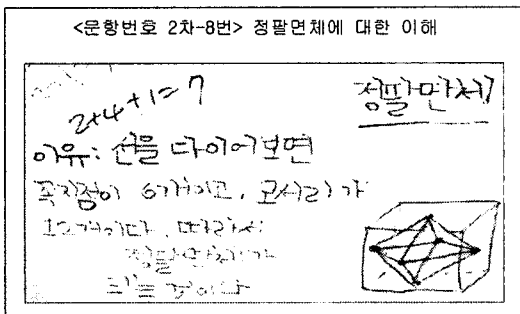 <문항번호 2차-8번> 정팔면체에 대한 이해
2+4+1=7
정팔면체
이유: 선을 다이어보면
꼭지점이 6개이고, 모서리가
12개이다. 따라서
정팔면체가
되는 것이다